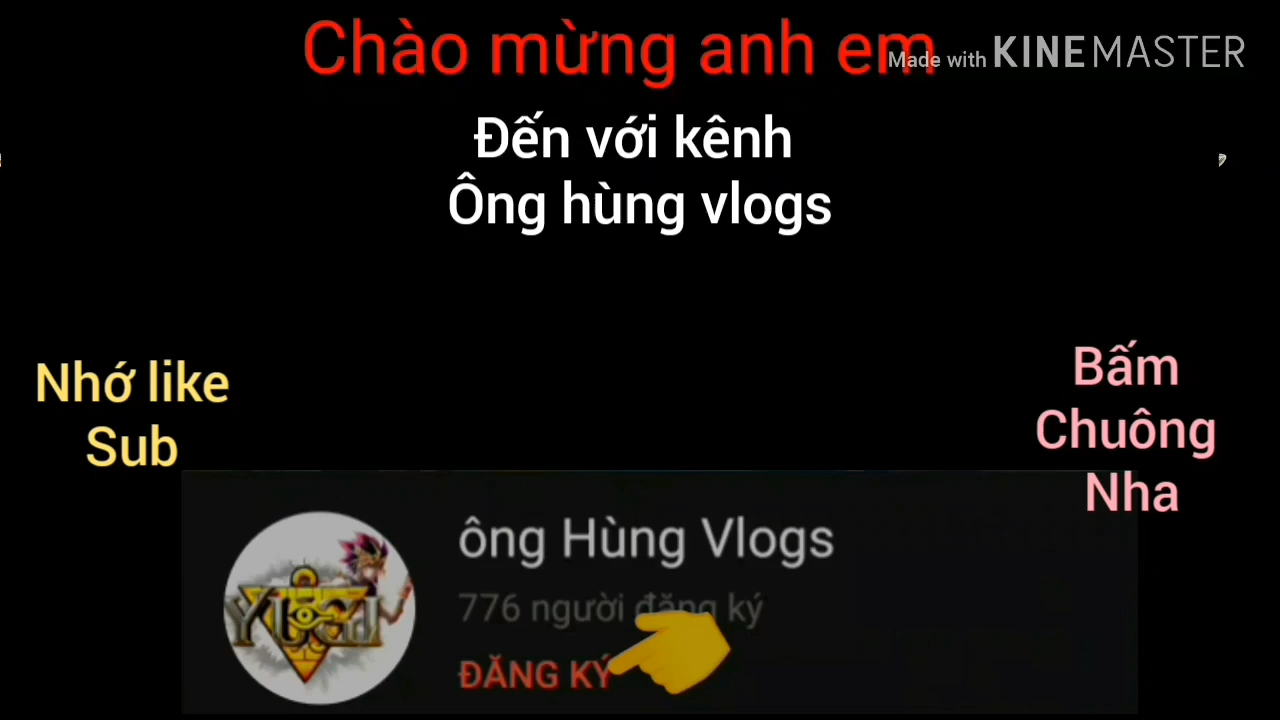 Chào mừng anh em
Made with KINEMASTER
Đến với kênh
Ông hùng vlogs
Nhớ like
Sub
Bấm
Chuông
Nha
ông Hùng Vlogs
776 người đăng ký
ĐĂNG KÝ
YUGI